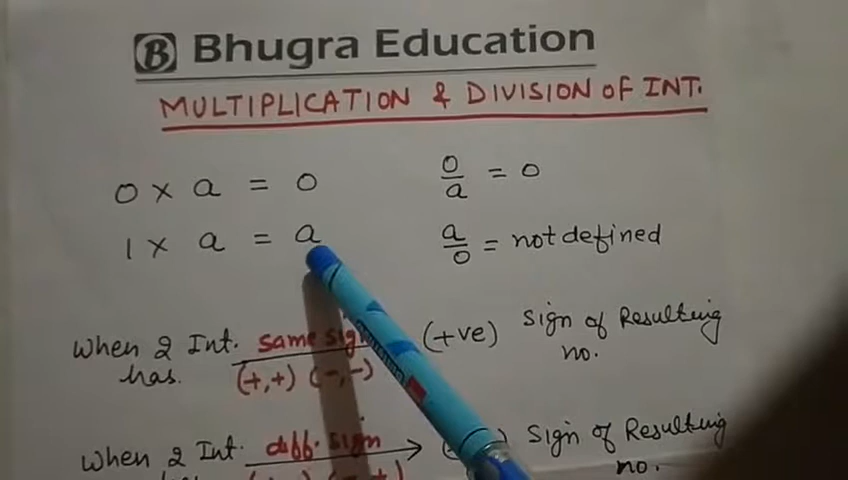 B Bhugra Education
MULTIPLICATION & DIVISION OF INT.
0 × a = 0
0/a = 0
1 × a = a
a/0 = not defined
When 2 Int. same sign (+ve) Sign of Resulting
has. (+,+) (-,-) no.
When 2 Int. diff. sign → Sign of Resulting
no.